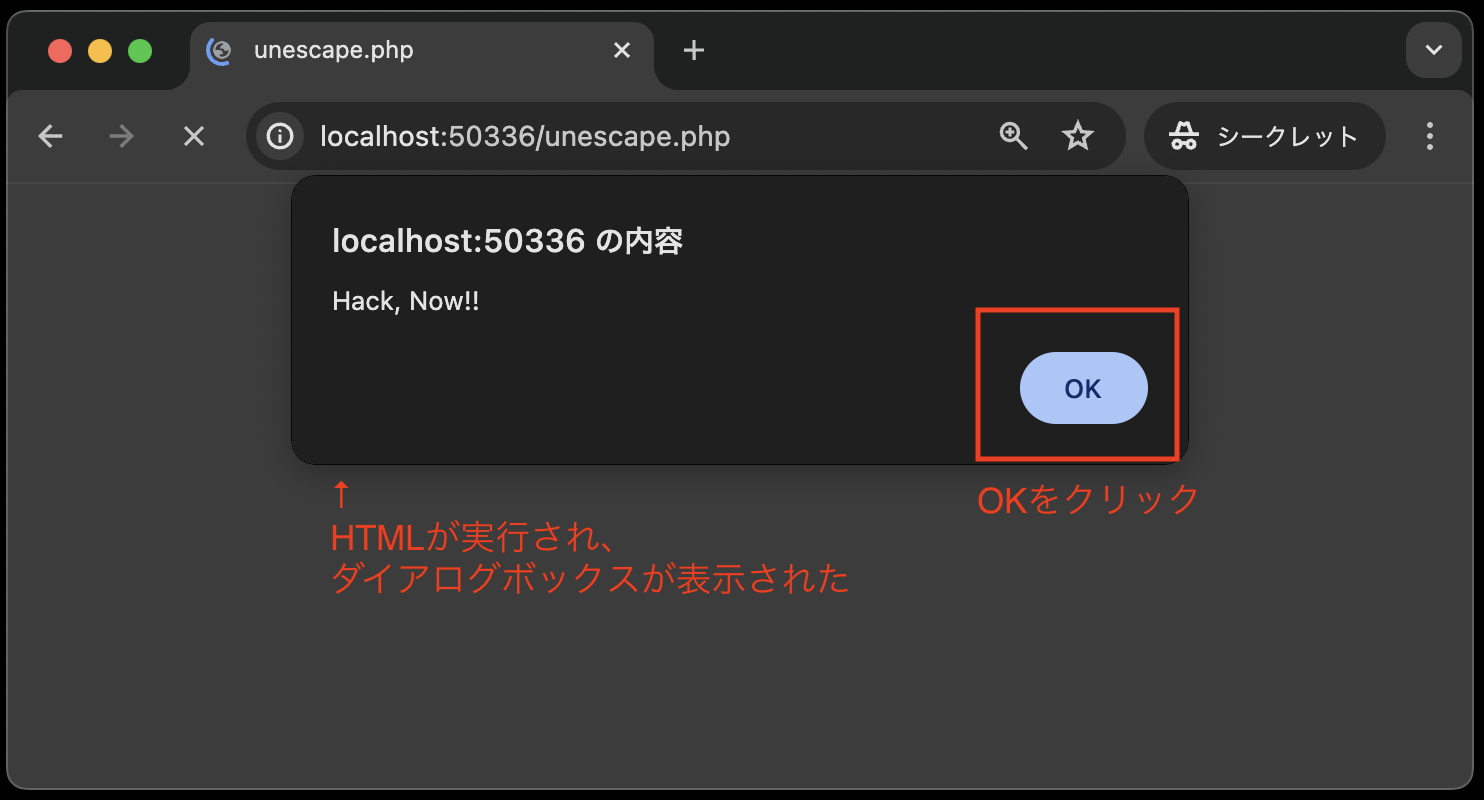 unescape.php
localhost:50336/unescape.php
シークレット
localhost:50336 の内容
Hack, Now!!
OK
↑
OKをクリック
HTMLが実行され、
ダイアログボックスが表示された